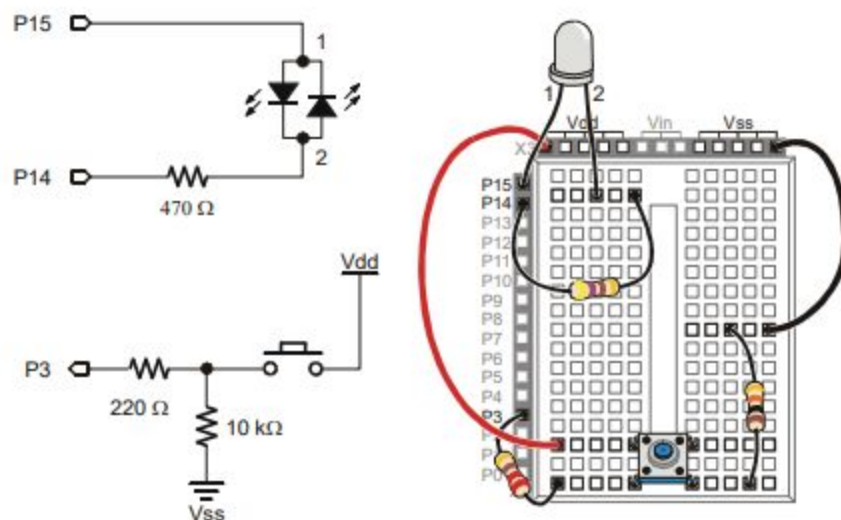 P15
1
2
P14
470 Ω
Vdd
P3
220 Ω
10 kΩ
Vss
1 2
Vdd Vin Vss
X3
P15
P14
P13
P12
P11
P10
P9
P8
P7
P6
P5
P4
P3
P0